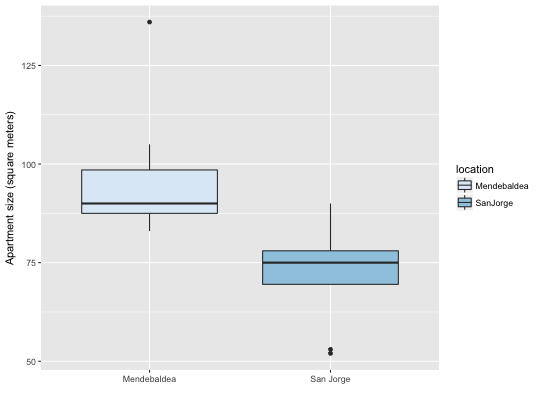 Apartment size (square meters)
125
100
75
50
Mendebaldea
San Jorge
location
Mendebaldea
SanJorge